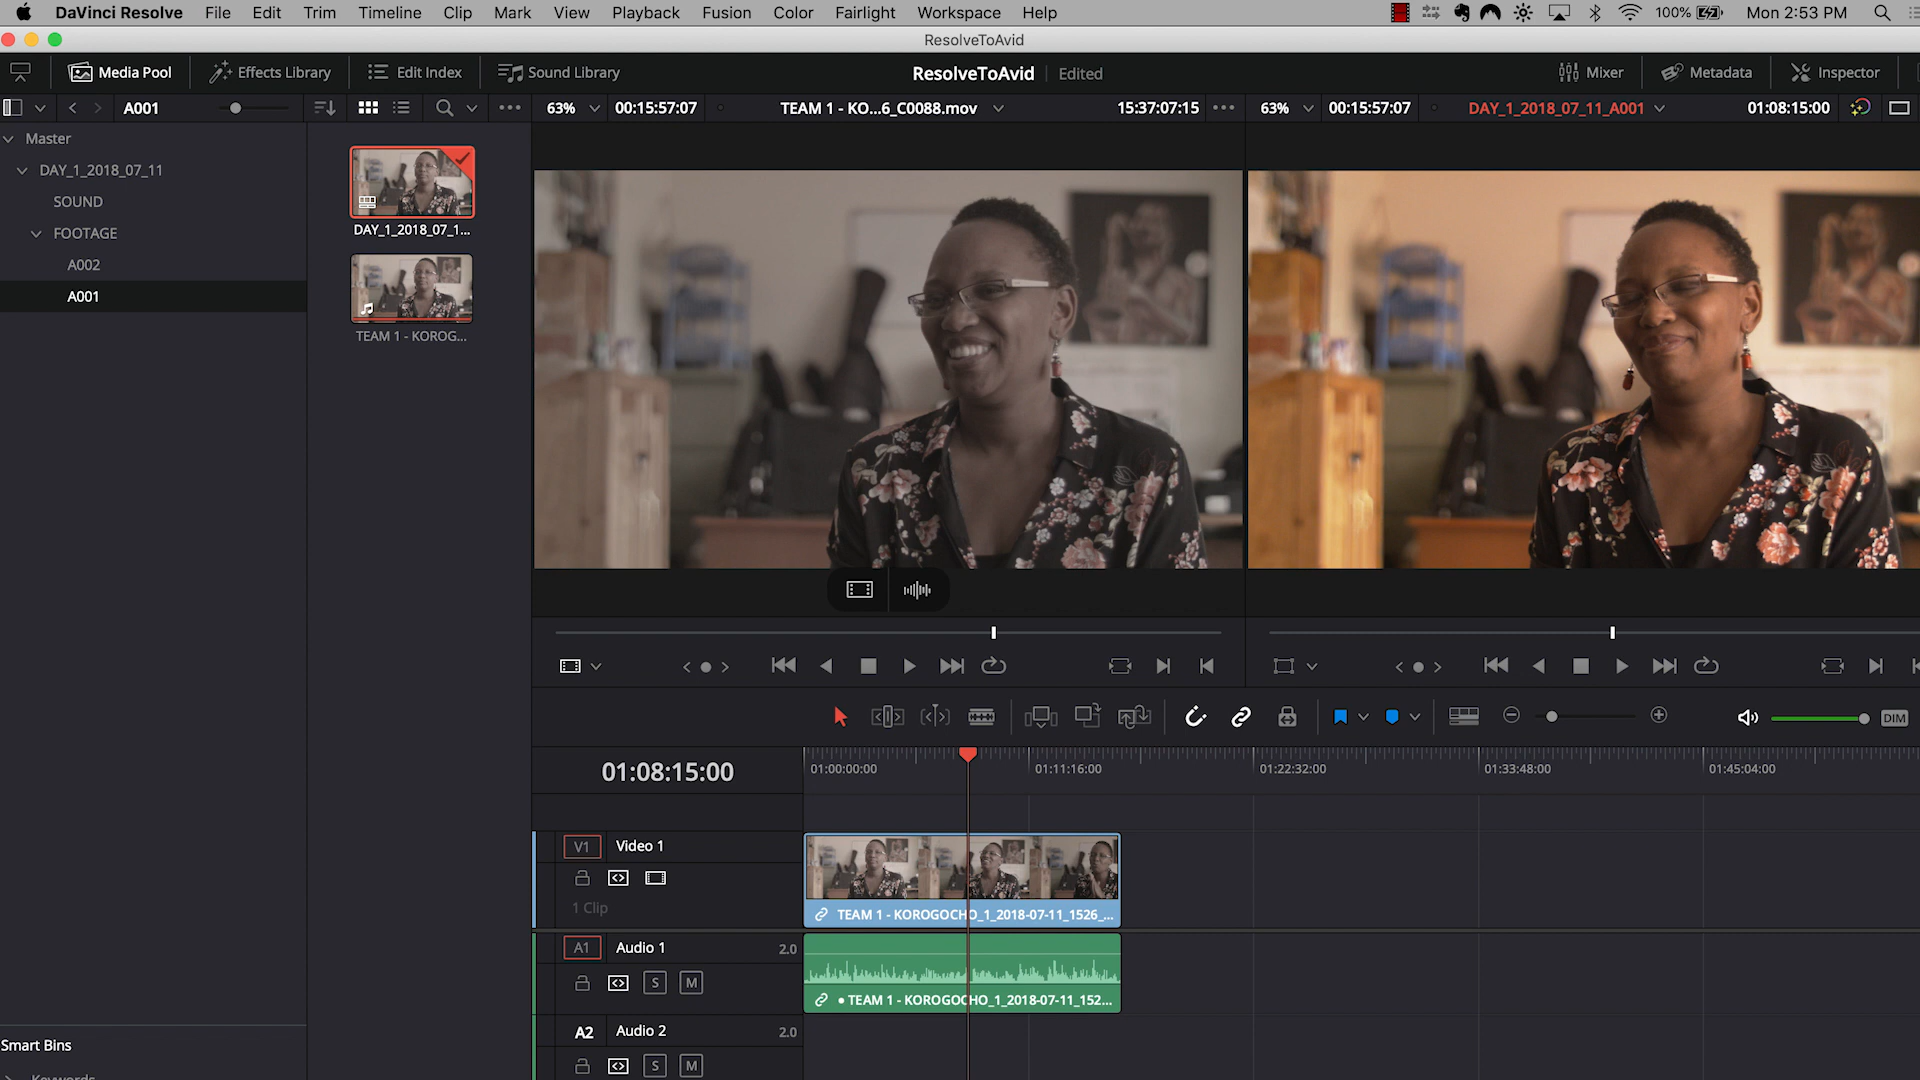 DaVinci Resolve File Edit Trim Timeline Clip Mark View Playback Fusion Color Fairlight Workspace Help 100% Mon 2:53 PM
ResolveToAvid
Media Pool Effects Library Edit Index Sound Library ResolveToAvid Edited Mixer Metadata Inspector
A001 63% 00:15:57:07 TEAM 1 - KO...6_C0088.mov 15:37:07:15 63% 00:15:57:07 DAY_1_2018_07_11_A001 01:08:15:00
Master
DAY_1_2018_07_11
SOUND
FOOTAGE
A002
A001
DAY_1_2018_07_1...
TEAM 1 - KOROG...
DIM
01:08:15:00 01:00:00:00 01:11:16:00 01:22:32:00 01:33:48:00 01:45:04:00
V1 Video 1
1 Clip
TEAM 1 - KOROGOCHO_1_2018-07-11_1526_...
A1 Audio 1 2.0
S M
TEAM 1 - KOROGOCHO_1_2018-07-11_152...
A2 Audio 2 2.0
S M
Smart Bins
Keywords